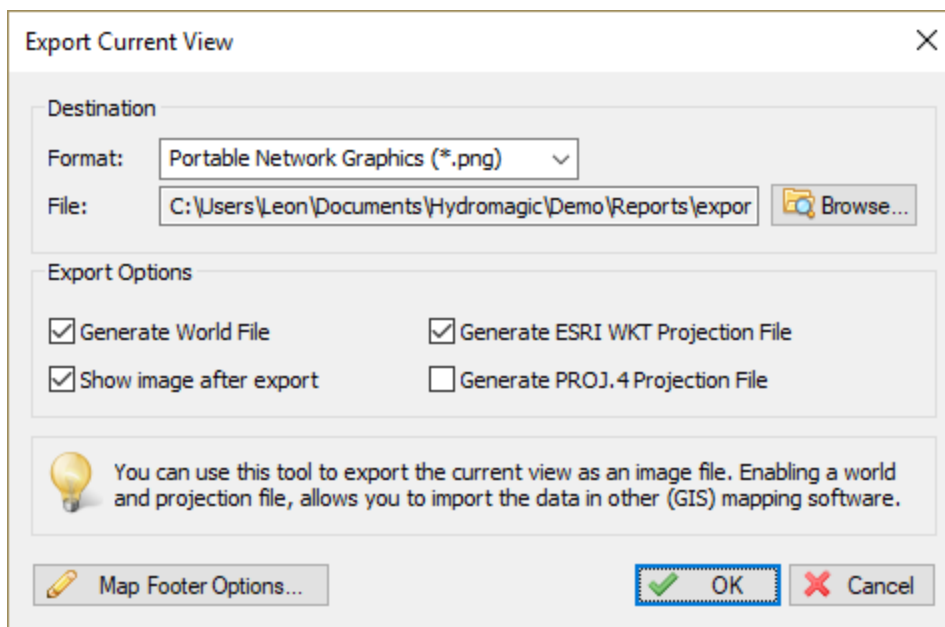 Export Current View
Destination
Format: Portable Network Graphics (*.png)
File: C:\Users\Leon\Documents\Hydromagic\Demo\Reports\expor Browse...
Export Options
Generate World File Generate ESRI WKT Projection File
Show image after export Generate PROJ.4 Projection File
You can use this tool to export the current view as an image file. Enabling a world
and projection file, allows you to import the data in other (GIS) mapping software.
Map Footer Options... OK Cancel